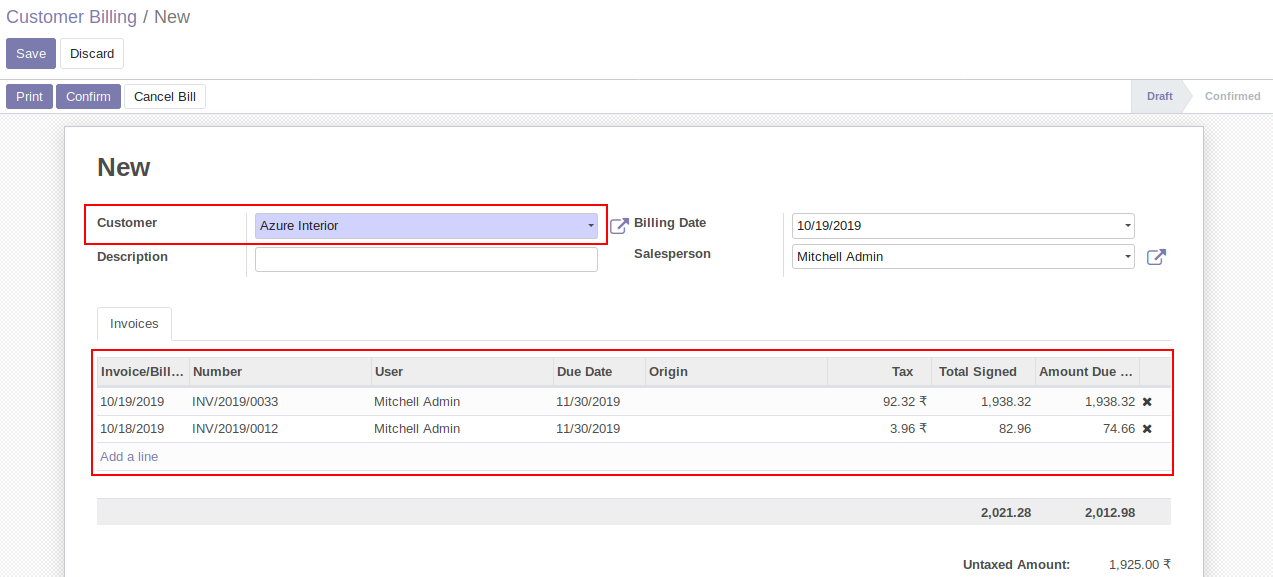 Customer Billing / New
Save Discard
Print Confirm Cancel Bill Draft Confirmed
New
Customer Azure Interior Billing Date 10/19/2019
Description Salesperson Mitchell Admin
Invoices
Invoice/Bill… Number User Due Date Origin Tax Total Signed Amount Due …
10/19/2019 INV/2019/0033 Mitchell Admin 11/30/2019 92.32 ₹ 1,938.32 1,938.32 ✖
10/18/2019 INV/2019/0012 Mitchell Admin 11/30/2019 3.96 ₹ 82.96 74.66 ✖
Add a line
2,021.28 2,012.98
Untaxed Amount: 1,925.00 ₹